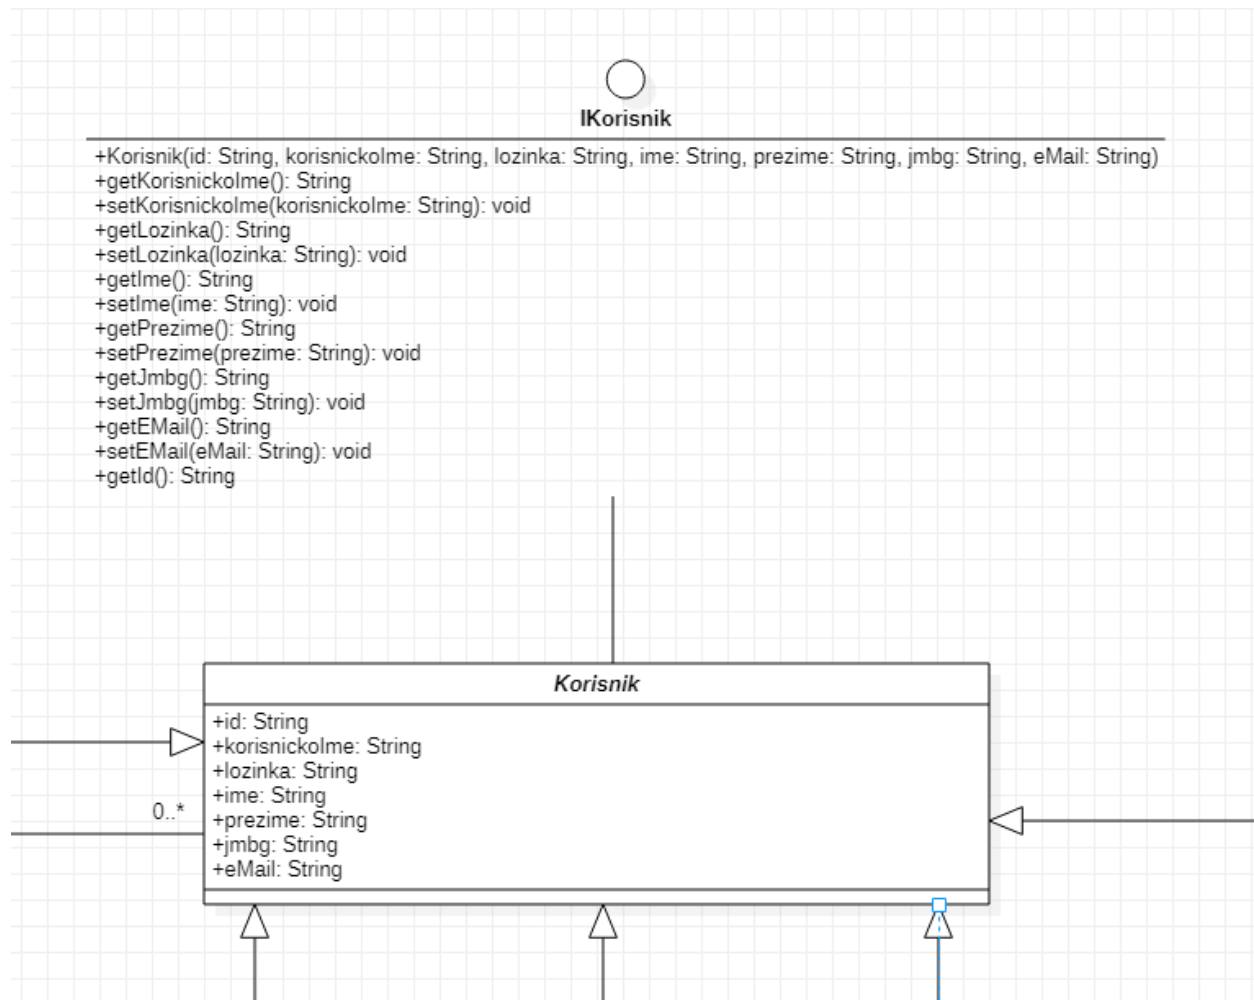 IKorisnik
+Korisnik(id: String, korisnickoIme: String, lozinka: String, ime: String, prezime: String, jmbg: String, eMail: String)
+getKorisnickoIme(): String
+setKorisnickoIme(korisnickoIme: String): void
+getLozinka(): String
+setLozinka(lozinka: String): void
+getIme(): String
+setIme(ime: String): void
+getPrezime(): String
+setPrezime(prezime: String): void
+getJmbg(): String
+setJmbg(jmbg: String): void
+getEMail(): String
+setEMail(eMail: String): void
+getId(): String
Korisnik
+id: String
+korisnickoIme: String
+lozinka: String
+ime: String
0..*
+prezime: String
+jmbg: String
+eMail: String